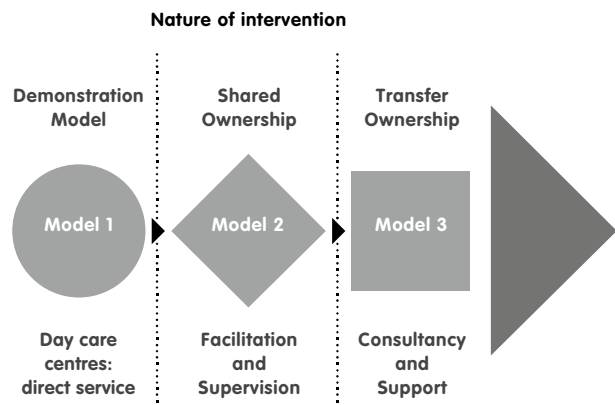 Nature of intervention
Demonstration
Model
Shared
Ownership
Transfer
Ownership
Model 1
Model 2
Model 3
Day care
centres:
direct service
Facilitation
and
Supervision
Consultancy
and
Support